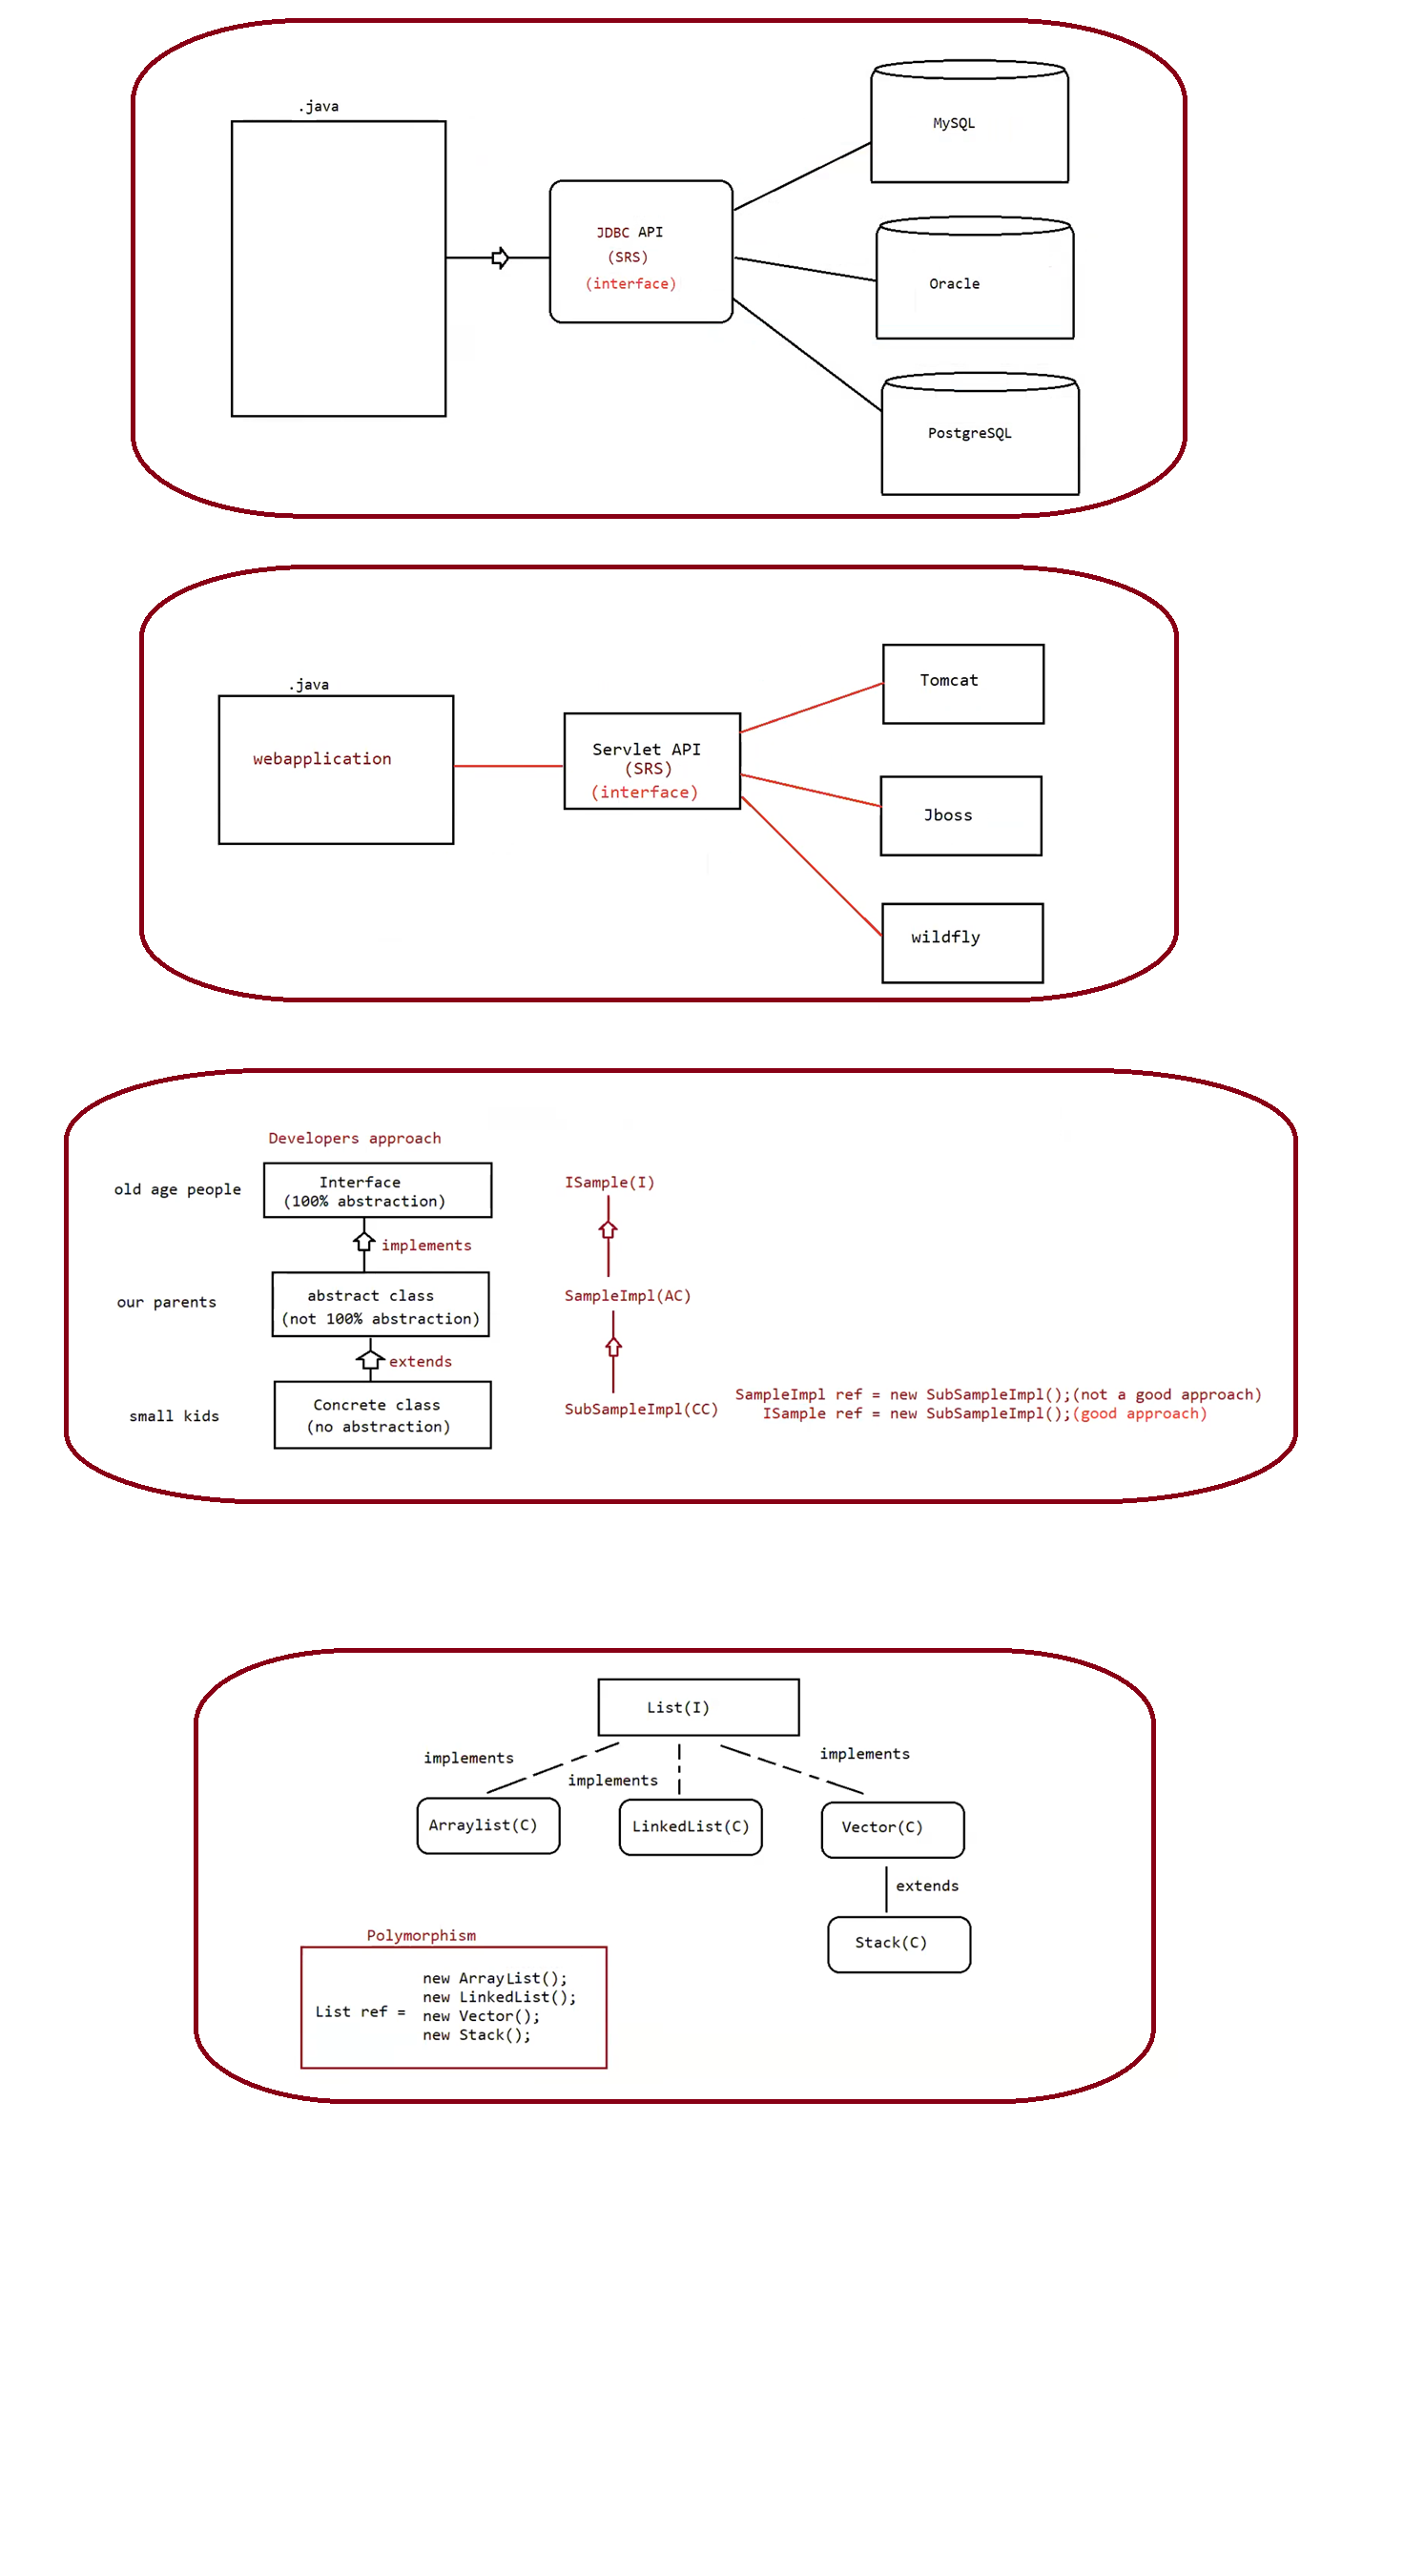 .java
JDBC API
(SRS)
(interface)
MySQL
Oracle
PostgreSQL
.java
webapplication
Servlet API
(SRS)
(interface)
Tomcat
Jboss
wildfly
Developers approach
old age people
Interface
(100% abstraction)
implements
our parents
abstract class
(not 100% abstraction)
extends
small kids
Concrete class
(no abstraction)
ISample(I)
SampleImpl(AC)
SubSampleImpl(CC)
SampleImpl ref = new SubSampleImpl();(not a good approach)
ISample ref = new SubSampleImpl();(good approach)
List(I)
implements
implements
implements
Arraylist(C)
LinkedList(C)
Vector(C)
extends
Stack(C)
Polymorphism
List ref =
new ArrayList();
new LinkedList();
new Vector();
new Stack();